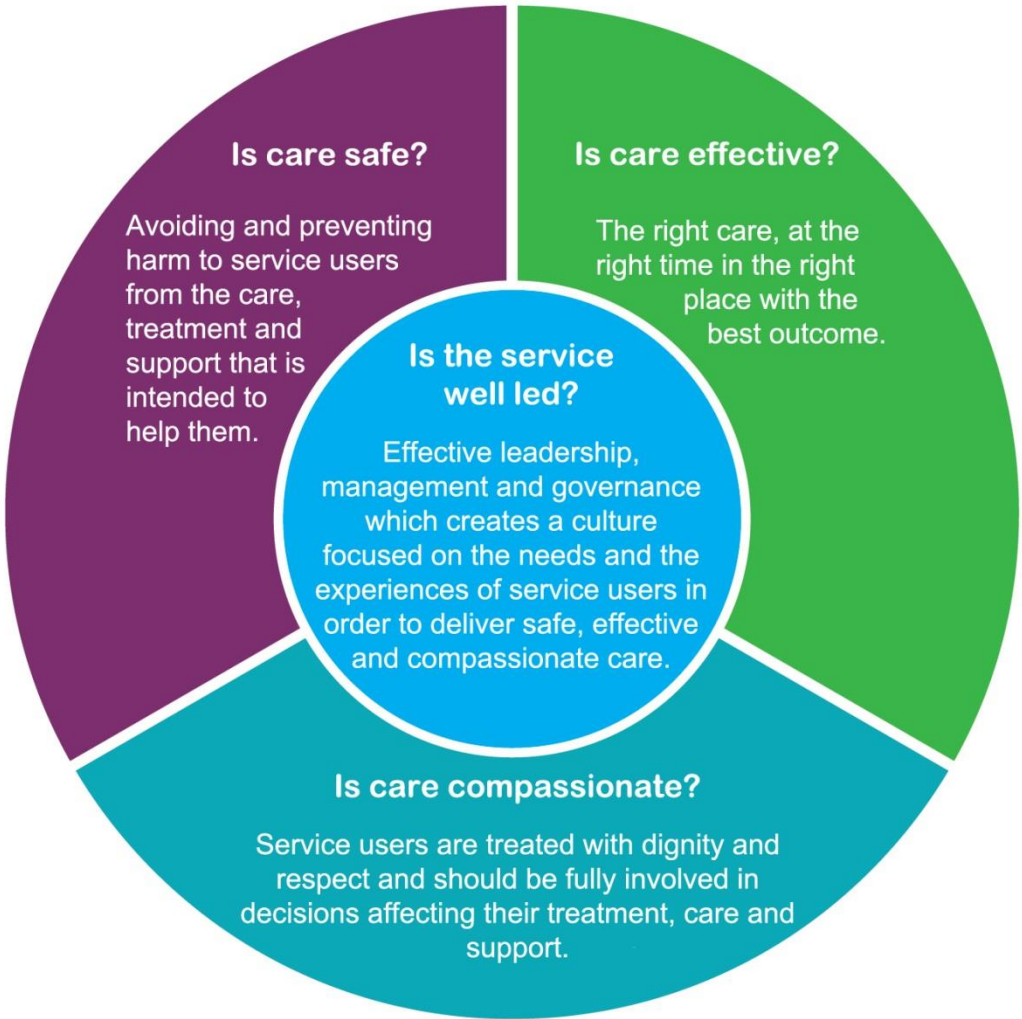 Is care safe?
Avoiding and preventing
harm to service users
from the care,
treatment and
support that is
intended to
help them.
Is care effective?
The right care, at the
right time in the right
place with the
best outcome.
Is the service
well led?
Effective leadership,
management and governance
which creates a culture
focused on the needs and the
experiences of service users in
order to deliver safe, effective
and compassionate care.
Is care compassionate?
Service users are treated with dignity and
respect and should be fully involved in
decisions affecting their treatment, care and
support.